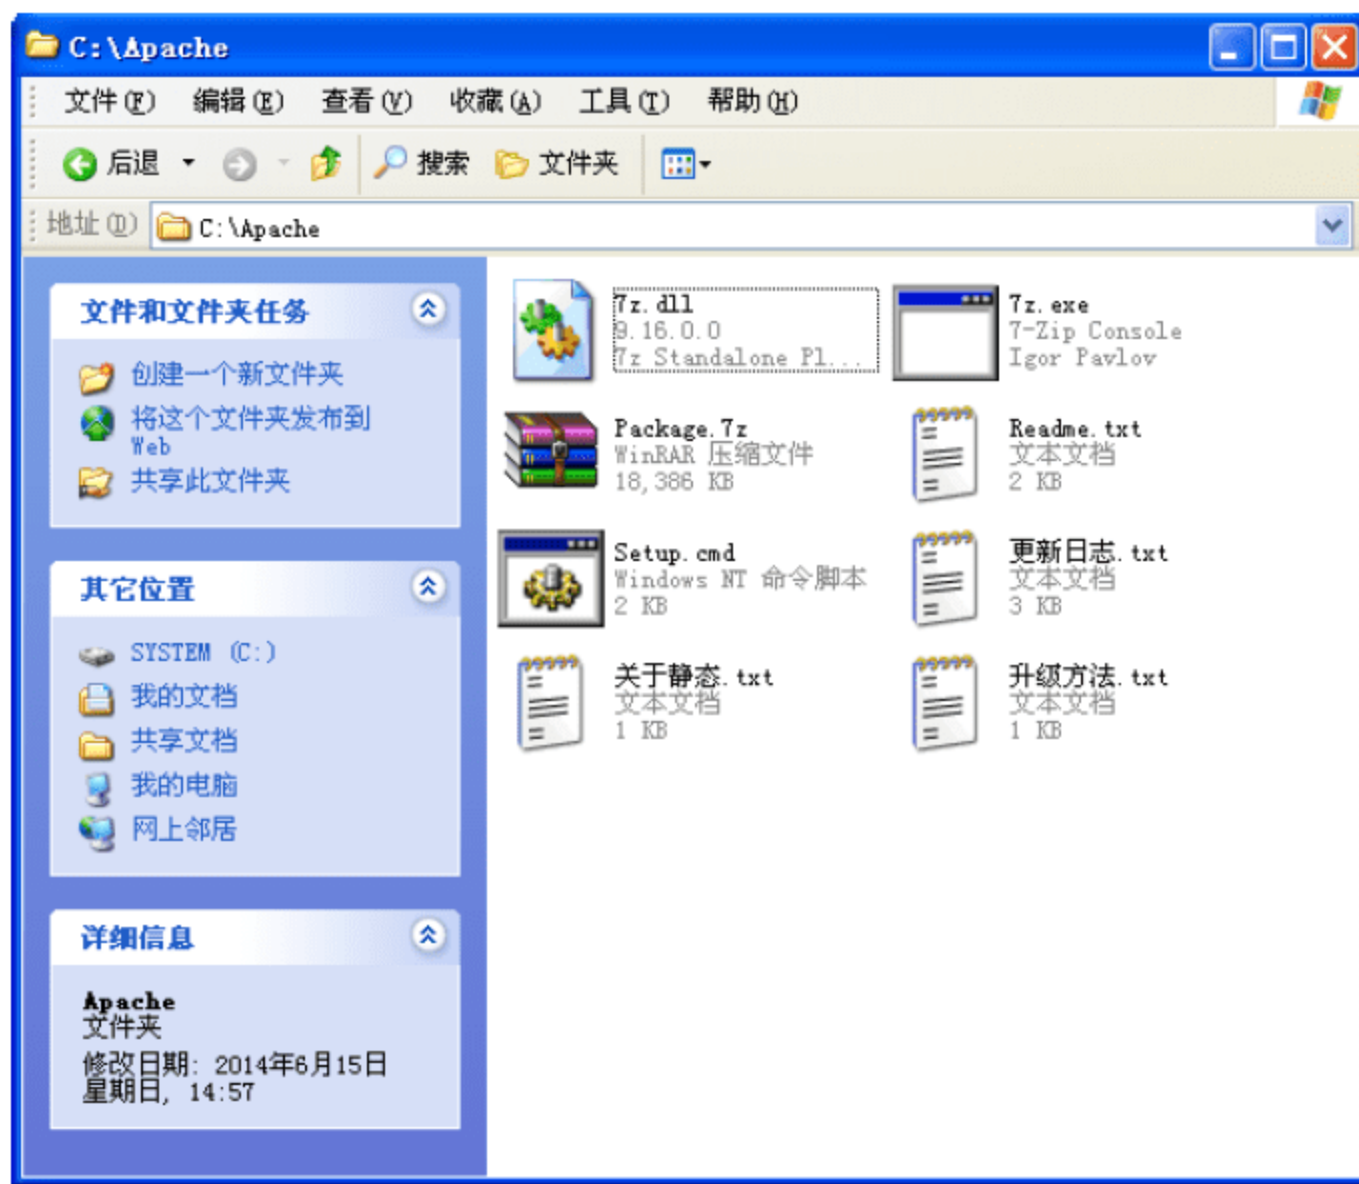 C:\Apache
文件(F) 编辑(E) 查看(V) 收藏(A) 工具(T) 帮助(H)
后退 搜索 文件夹
地址(D) C:\Apache
文件和文件夹任务
创建一个新文件夹
将这个文件夹发布到
Web
共享此文件夹
其它位置
SYSTEM (C:)
我的文档
共享文档
我的电脑
网上邻居
详细信息
Apache
文件夹
修改日期: 2014年6月15日
星期日, 14:57
7z.dll
9.16.0.0
7z Standalone Pl...
7z.exe
7-Zip Console
Igor Pavlov
Package.7z
WinRAR 压缩文件
18,386 KB
Readme.txt
文本文档
2 KB
Setup.cmd
Windows NT 命令脚本
2 KB
更新日志.txt
文本文档
3 KB
关于静态.txt
文本文档
1 KB
升级方法.txt
文本文档
1 KB